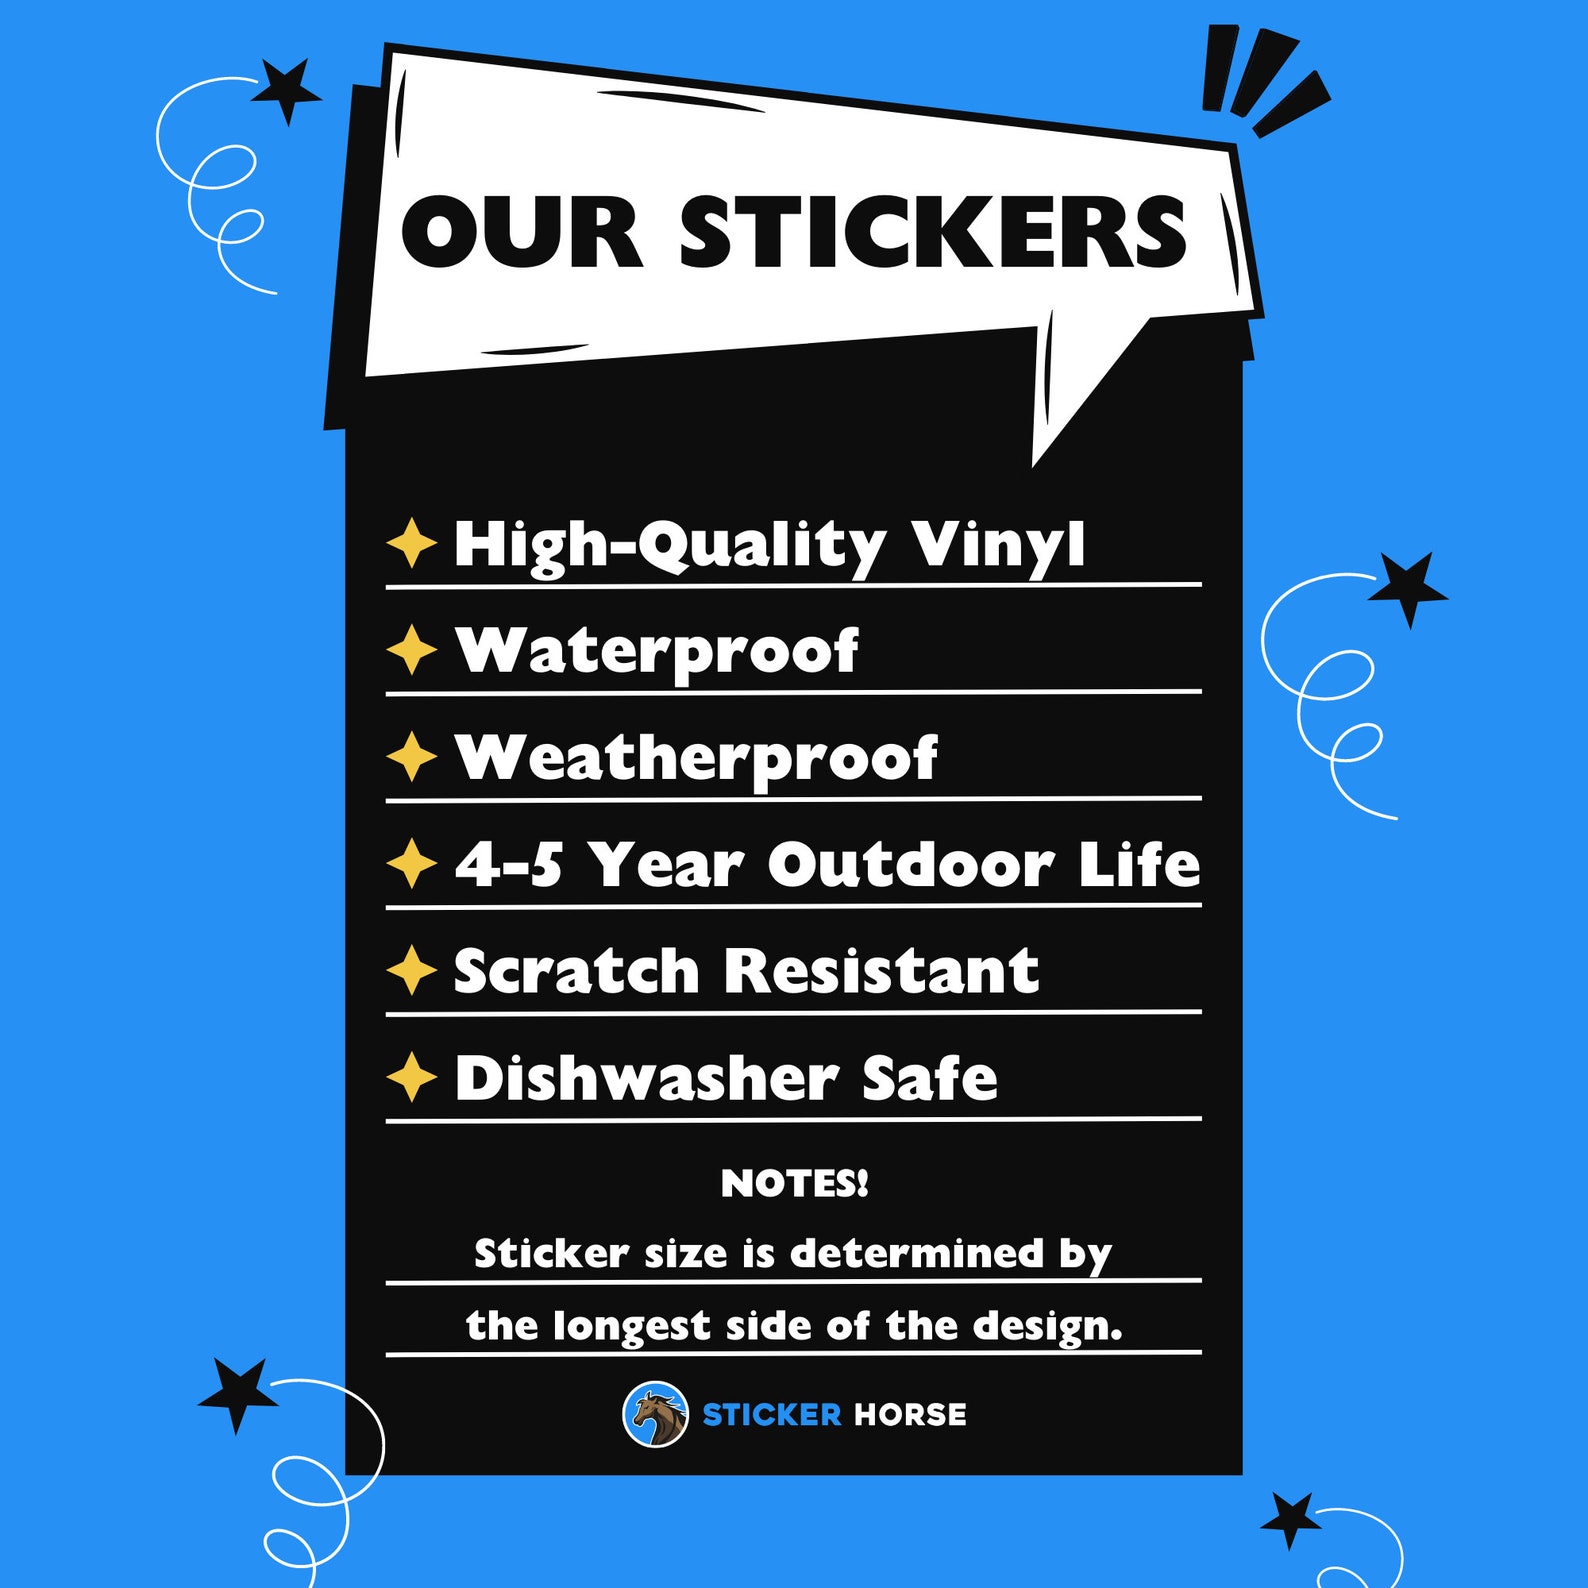 OUR STICKERS
High-Quality Vinyl
Waterproof
Weatherproof
4-5 Year Outdoor Life
Scratch Resistant
Dishwasher Safe
NOTES!
Sticker size is determined by
the longest side of the design.
STICKER HORSE